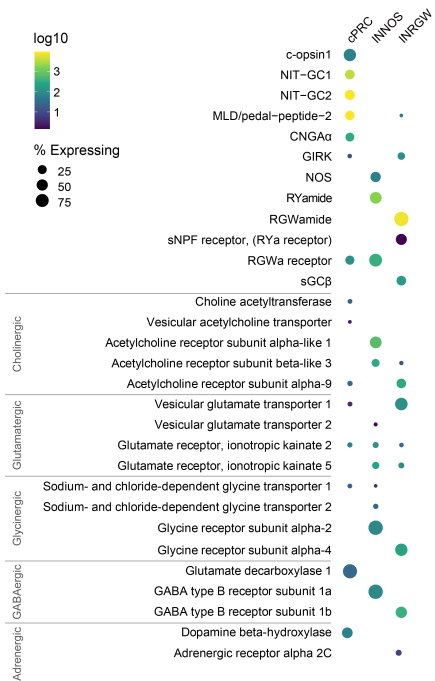 cPRC INNOS INRGW
log10
3
2
1
% Expressing
25
50
75
c-opsin1
NIT−GC1
NIT−GC2
MLD/pedal−peptide−2
CNGAα
GIRK
NOS
RYamide
RGWamide
sNPF receptor, (RYa receptor)
RGWa receptor
sGCβ
Cholinergic
Choline acetyltransferase
Vesicular acetylcholine transporter
Acetylcholine receptor subunit alpha-like 1
Acetylcholine receptor subunit beta-like 3
Acetylcholine receptor subunit alpha-9
Glutamatergic
Vesicular glutamate transporter 1
Vesicular glutamate transporter 2
Glutamate receptor, ionotropic kainate 2
Glutamate receptor, ionotropic kainate 5
Glycinergic
Sodium- and chloride-dependent glycine transporter 1
Sodium- and chloride-dependent glycine transporter 2
Glycine receptor subunit alpha-2
Glycine receptor subunit alpha-4
GABAergic
Glutamate decarboxylase 1
GABA type B receptor subunit 1a
GABA type B receptor subunit 1b
Adrenergic
Dopamine beta-hydroxylase
Adrenergic receptor alpha 2C